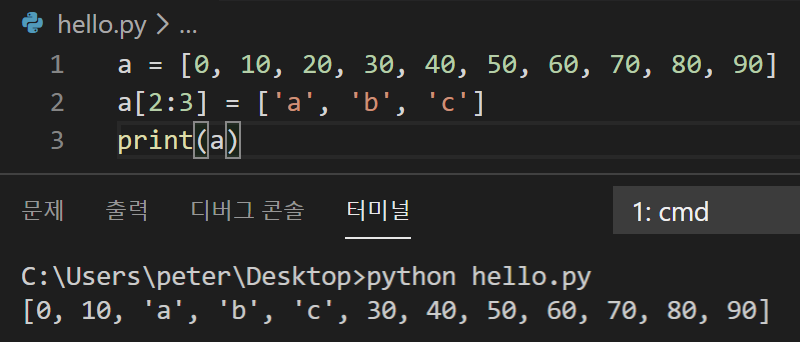 hello.py > ...
1 a = [0, 10, 20, 30, 40, 50, 60, 70, 80, 90]
2 a[2:3] = ['a', 'b', 'c']
3 print(a)
문제 출력 디버그 콘솔 터미널 1: cmd
C:\Users\peter\Desktop>python hello.py
[0, 10, 'a', 'b', 'c', 30, 40, 50, 60, 70, 80, 90]